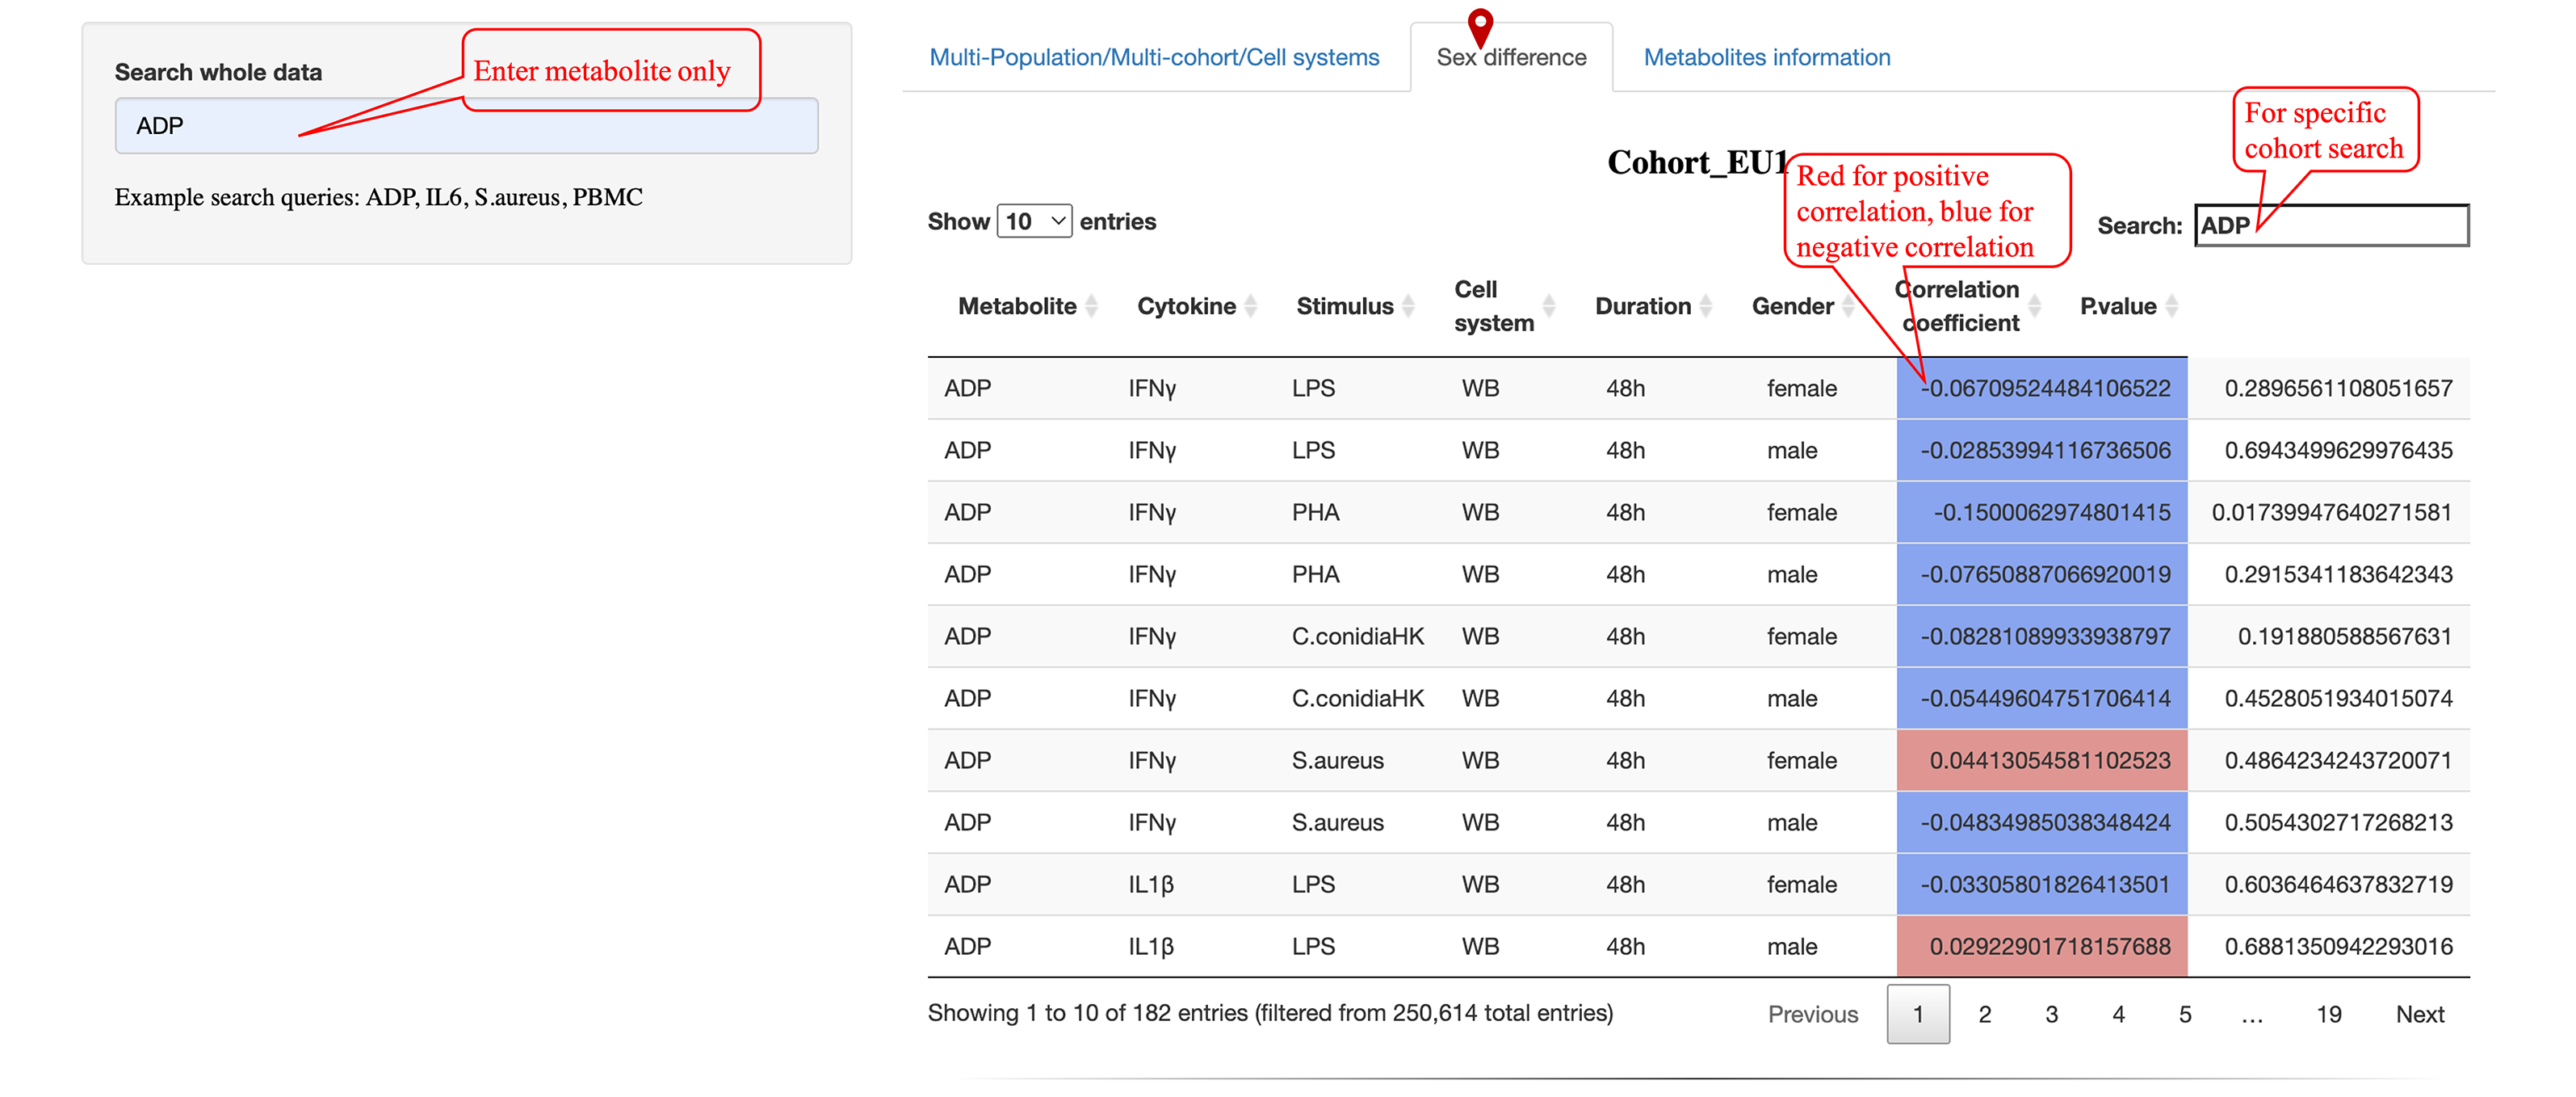 Search whole data
Enter metabolite only
ADP
Example search queries: ADP, IL6, S.aureus, PBMC
Multi-Population/Multi-cohort/Cell systems Sex difference Metabolites information
Cohort_EU1
For specific
cohort search
Red for positive
correlation, blue for
negative correlation
Show 10 entries
Search: ADP
Metabolite Cytokine Stimulus Cell system Duration Gender Correlation coefficient P.value
ADP IFNγ LPS WB 48h female -0.06709524484106522 0.2896561108051657
ADP IFNγ LPS WB 48h male -0.02853994116736506 0.6943499629976435
ADP IFNγ PHA WB 48h female -0.1500062974801415 0.01739947640271581
ADP IFNγ PHA WB 48h male -0.07650887066920019 0.2915341183642343
ADP IFNγ C.conidiaHK WB 48h female -0.08281089933938797 0.191880588567631
ADP IFNγ C.conidiaHK WB 48h male -0.05449604751706414 0.4528051934015074
ADP IFNγ S.aureus WB 48h female 0.04413054581102523 0.4864234243720071
ADP IFNγ S.aureus WB 48h male -0.04834985038348424 0.5054302717268213
ADP IL1β LPS WB 48h female -0.03305801826413501 0.6036464637832719
ADP IL1β LPS WB 48h male 0.02922901718157688 0.6881350942293016
Showing 1 to 10 of 182 entries (filtered from 250,614 total entries)
Previous 1 2 3 4 5 … 19 Next